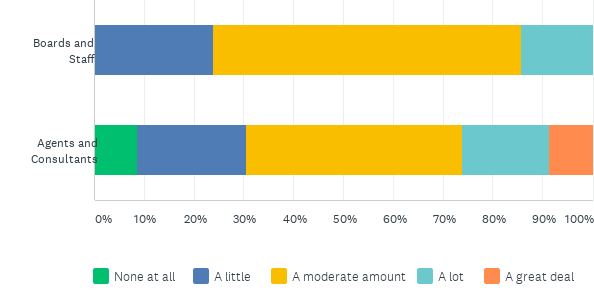 Boards and
Staff
Agents and
Consultants
0% 10% 20% 30% 40% 50% 60% 70% 80% 90% 100%
None at all A little A moderate amount A lot A great deal